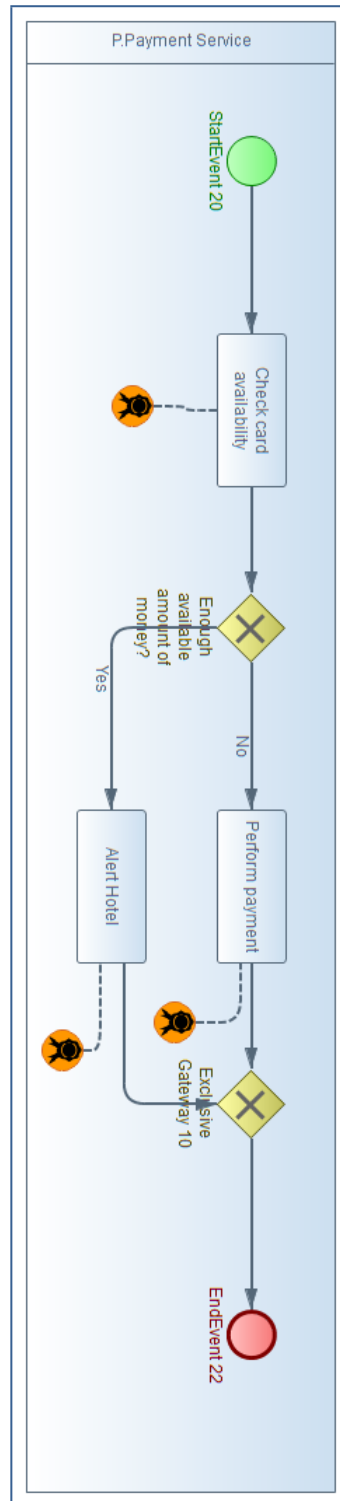 P.Payment Service
StartEvent 20
Check card
availability
Enough
available
amount of
money?
No
Yes
Perform payment
Alert Hotel
Exclusive
Gateway 10
EndEvent 22